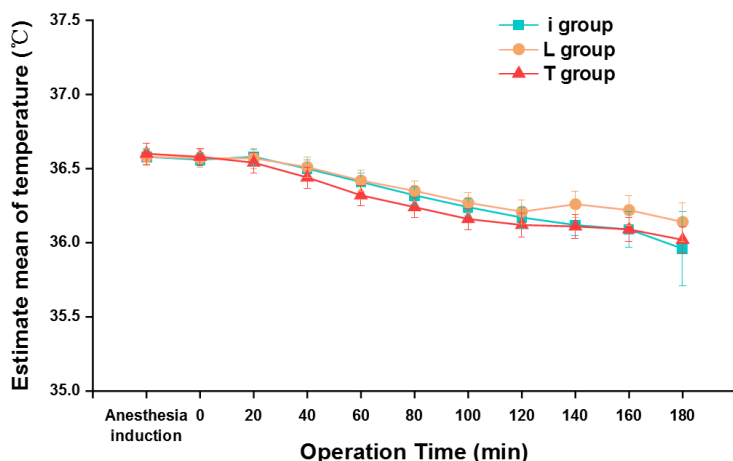 37.5
37.0
36.5
36.0
35.5
35.0
Estimate mean of temperature (℃)
i group
L group
T group
Anesthesia induction
0
20
40
60
80
100
120
140
160
180
Operation Time (min)